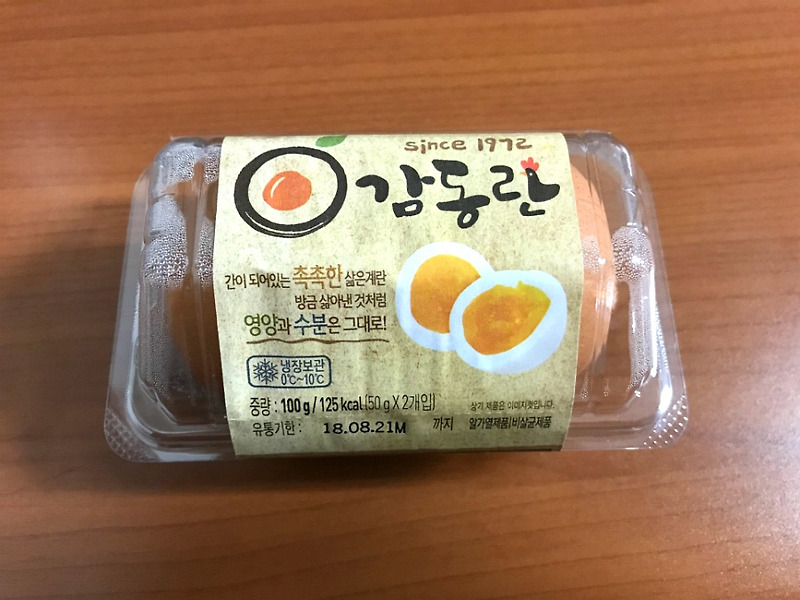 since 1972
감동란
간이 되어있는 촉촉한 삶은계란
방금 삶아낸 것처럼
영양과 수분은 그대로!
냉장보관
0℃~10℃
중량 : 100g / 125 kcal (50 g X 2개입)
상기 제품은 이미지컷입니다.
유통기한 : 18.08.21M 까지
알가열제품|비살균제품